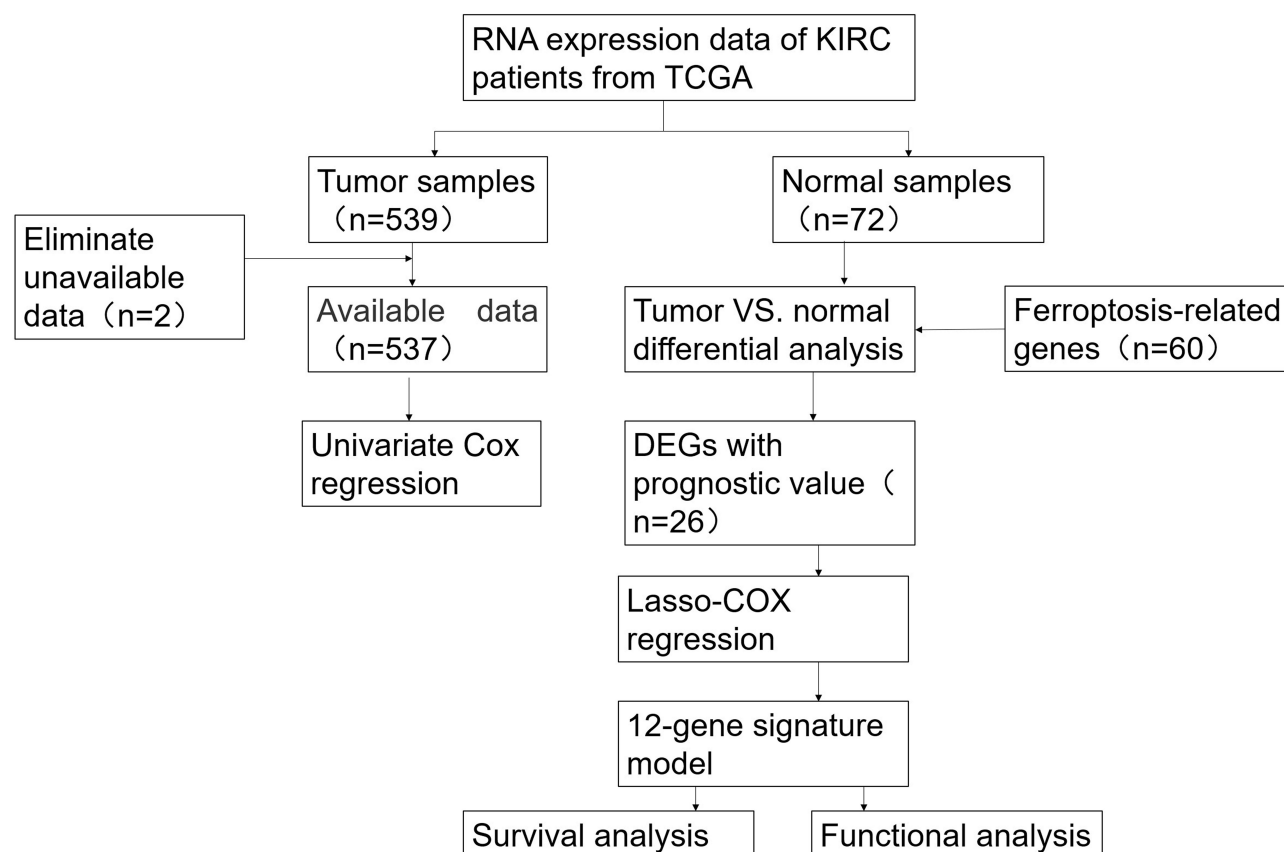 RNA expression data of KIRC
patients from TCGA
Tumor samples
（n=539）
Normal samples
（n=72）
Eliminate
unavailable
data（n=2）
Available data
（n=537）
Tumor VS. normal
differential analysis
Ferroptosis-related
genes（n=60）
Univariate Cox
regression
DEGs with
prognostic value（
n=26）
Lasso-COX
regression
12-gene signature
model
Survival analysis
Functional analysis